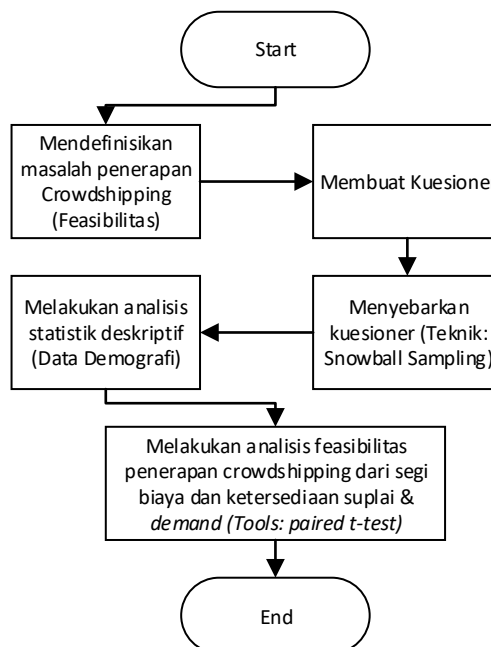 Start
Mendefinisikan
masalah penerapan
Crowdshipping
(Feasibilitas)
Membuat Kuesione
Menyebarkan
kuesioner (Teknik:
Snowball Sampling)
Melakukan analisis
statistik deskriptif
(Data Demografi)
Melakukan analisis feasibilitas
penerapan crowdshipping dari segi
biaya dan ketersediaan suplai &
demand (Tools: paired t-test)
End